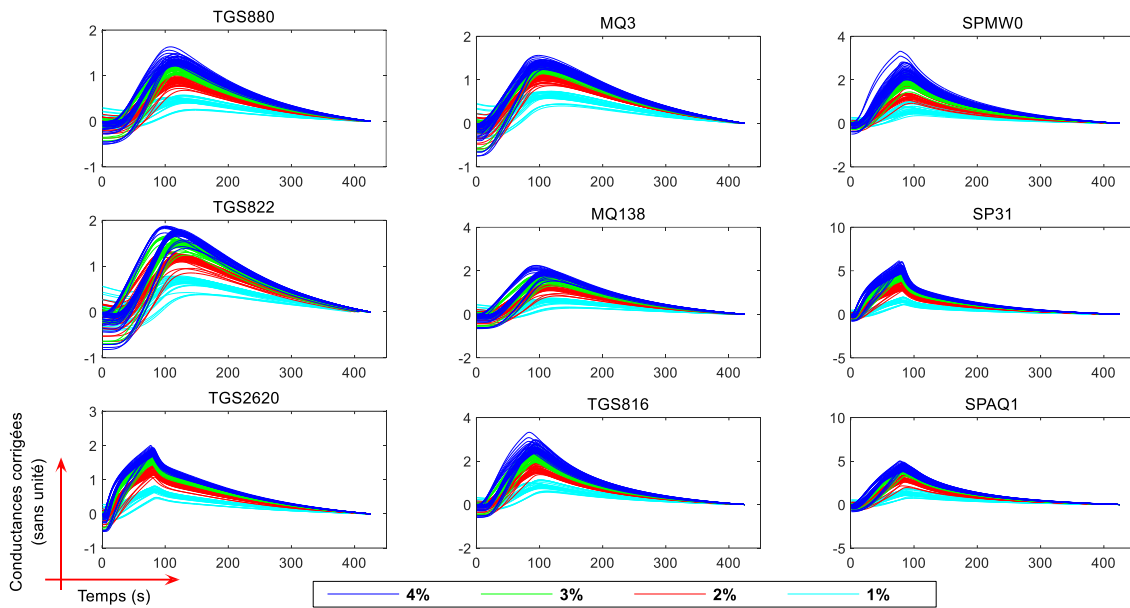 TGS880 MQ3 SPMW0
2 2 4
1 1 2
0 0 0
-1 -1 -2
0 100 200 300 400 0 100 200 300 400 0 100 200 300 400
TGS822 MQ138 SP31
2 4 10
1 2 5
0 0 0
-1 -2 -5
0 100 200 300 400 0 100 200 300 400 0 100 200 300 400
TGS2620 TGS816 SPAQ1
3 4 10
2 2 5
1 0 0
0 -2 -5
-1
0 100 200 300 400 0 100 200 300 400 0 100 200 300 400
Conductances corrigées
(sans unité)
Temps (s)
4% 3% 2% 1%